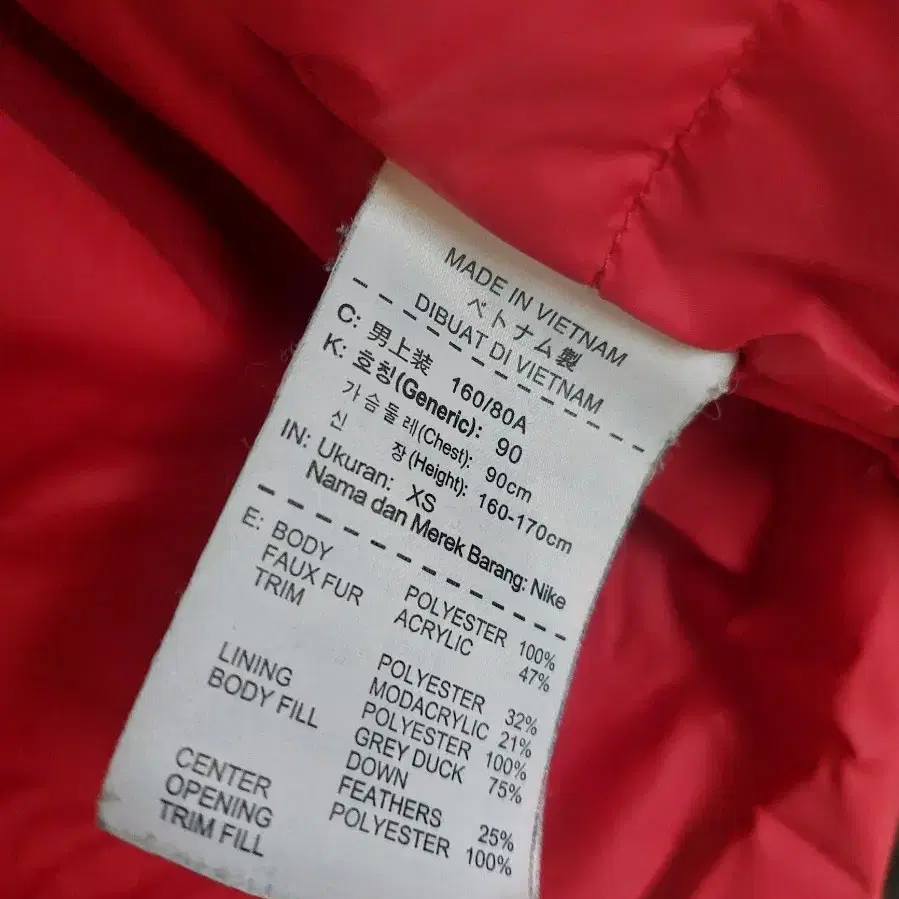 MADE IN VIETNAM
ベトナム製
DIBUAT DI VIETNAM
C: 男上装 160/80A
K: 호칭(Generic): 90
가슴둘레(Chest): 90cm
신 장(Height): 160-170cm
IN: Ukuran: XS
Nama dan Merek Barang: Nike
E: BODY POLYESTER 100%
FAUX FUR ACRYLIC 47%
TRIM
POLYESTER 32%
MODACRYLIC 21%
LINING POLYESTER 100%
BODY FILL GREY DUCK 75%
DOWN
FEATHERS 25%
CENTER POLYESTER 100%
OPENING
TRIM FILL